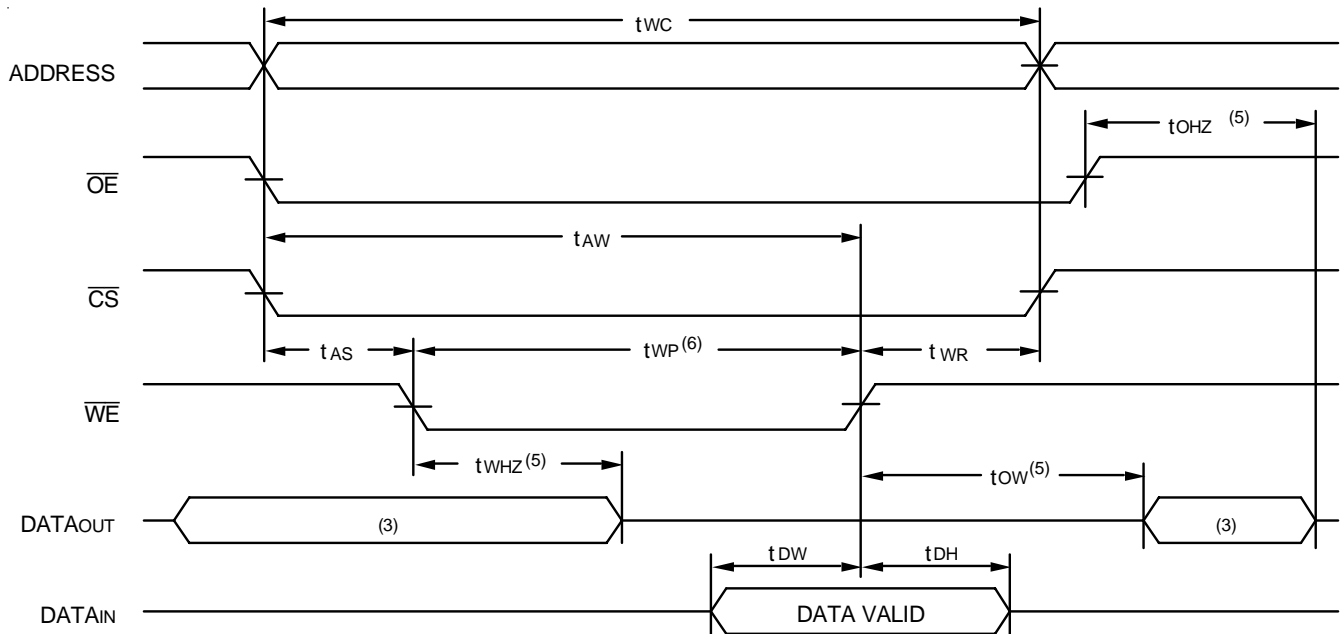 tWC
ADDRESS
tOHZ (5)
OE
tAW
CS
tAS
tWP(6)
tWR
WE
tWHZ(5)
tOW(5)
DATAOUT
(3)
(3)
tDW
tDH
DATAIN
DATA VALID